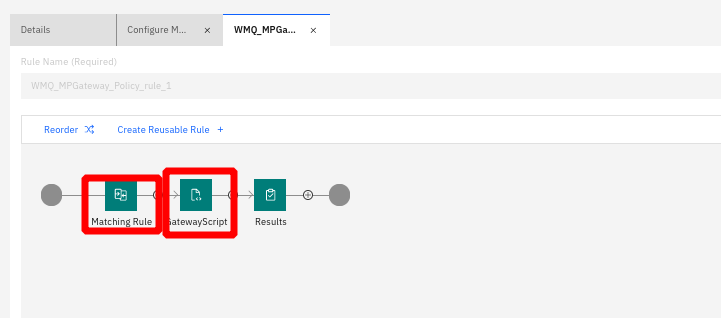 Details
Configure M...
WMQ_MPGa...
Rule Name (Required)
WMQ_MPGateway_Policy_rule_1
Reorder
Create Reusable Rule +
Matching Rule
GatewayScript
Results